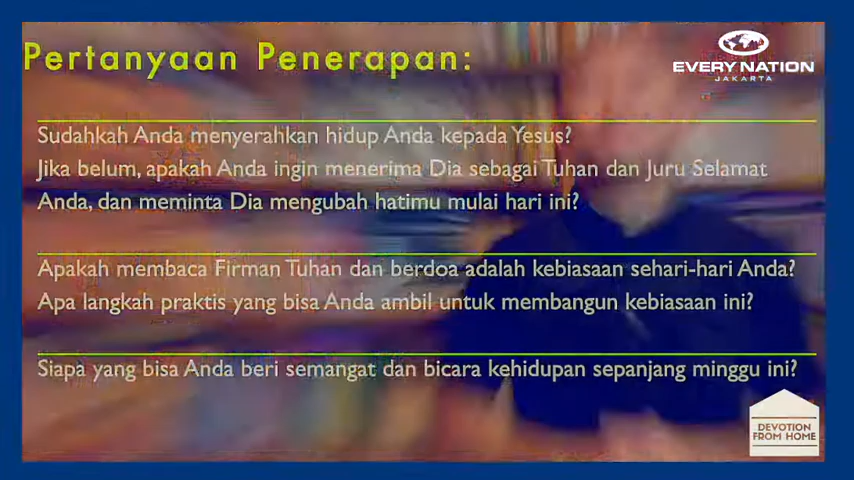 Pertanyaan Penerapan:
EVERY NATION
JAKARTA
Sudahkah Anda menyerahkan hidup Anda kepada Yesus?
Jika belum, apakah Anda ingin menerima Dia sebagai Tuhan dan Juru Selamat
Anda, dan meminta Dia mengubah hatimu mulai hari ini?
Apakah membaca Firman Tuhan dan berdoa adalah kebiasaan sehari-hari Anda?
Apa langkah praktis yang bisa Anda ambil untuk membangun kebiasaan ini?
Siapa yang bisa Anda beri semangat dan bicara kehidupan sepanjang minggu ini?
DEVOTION
FROM HOME